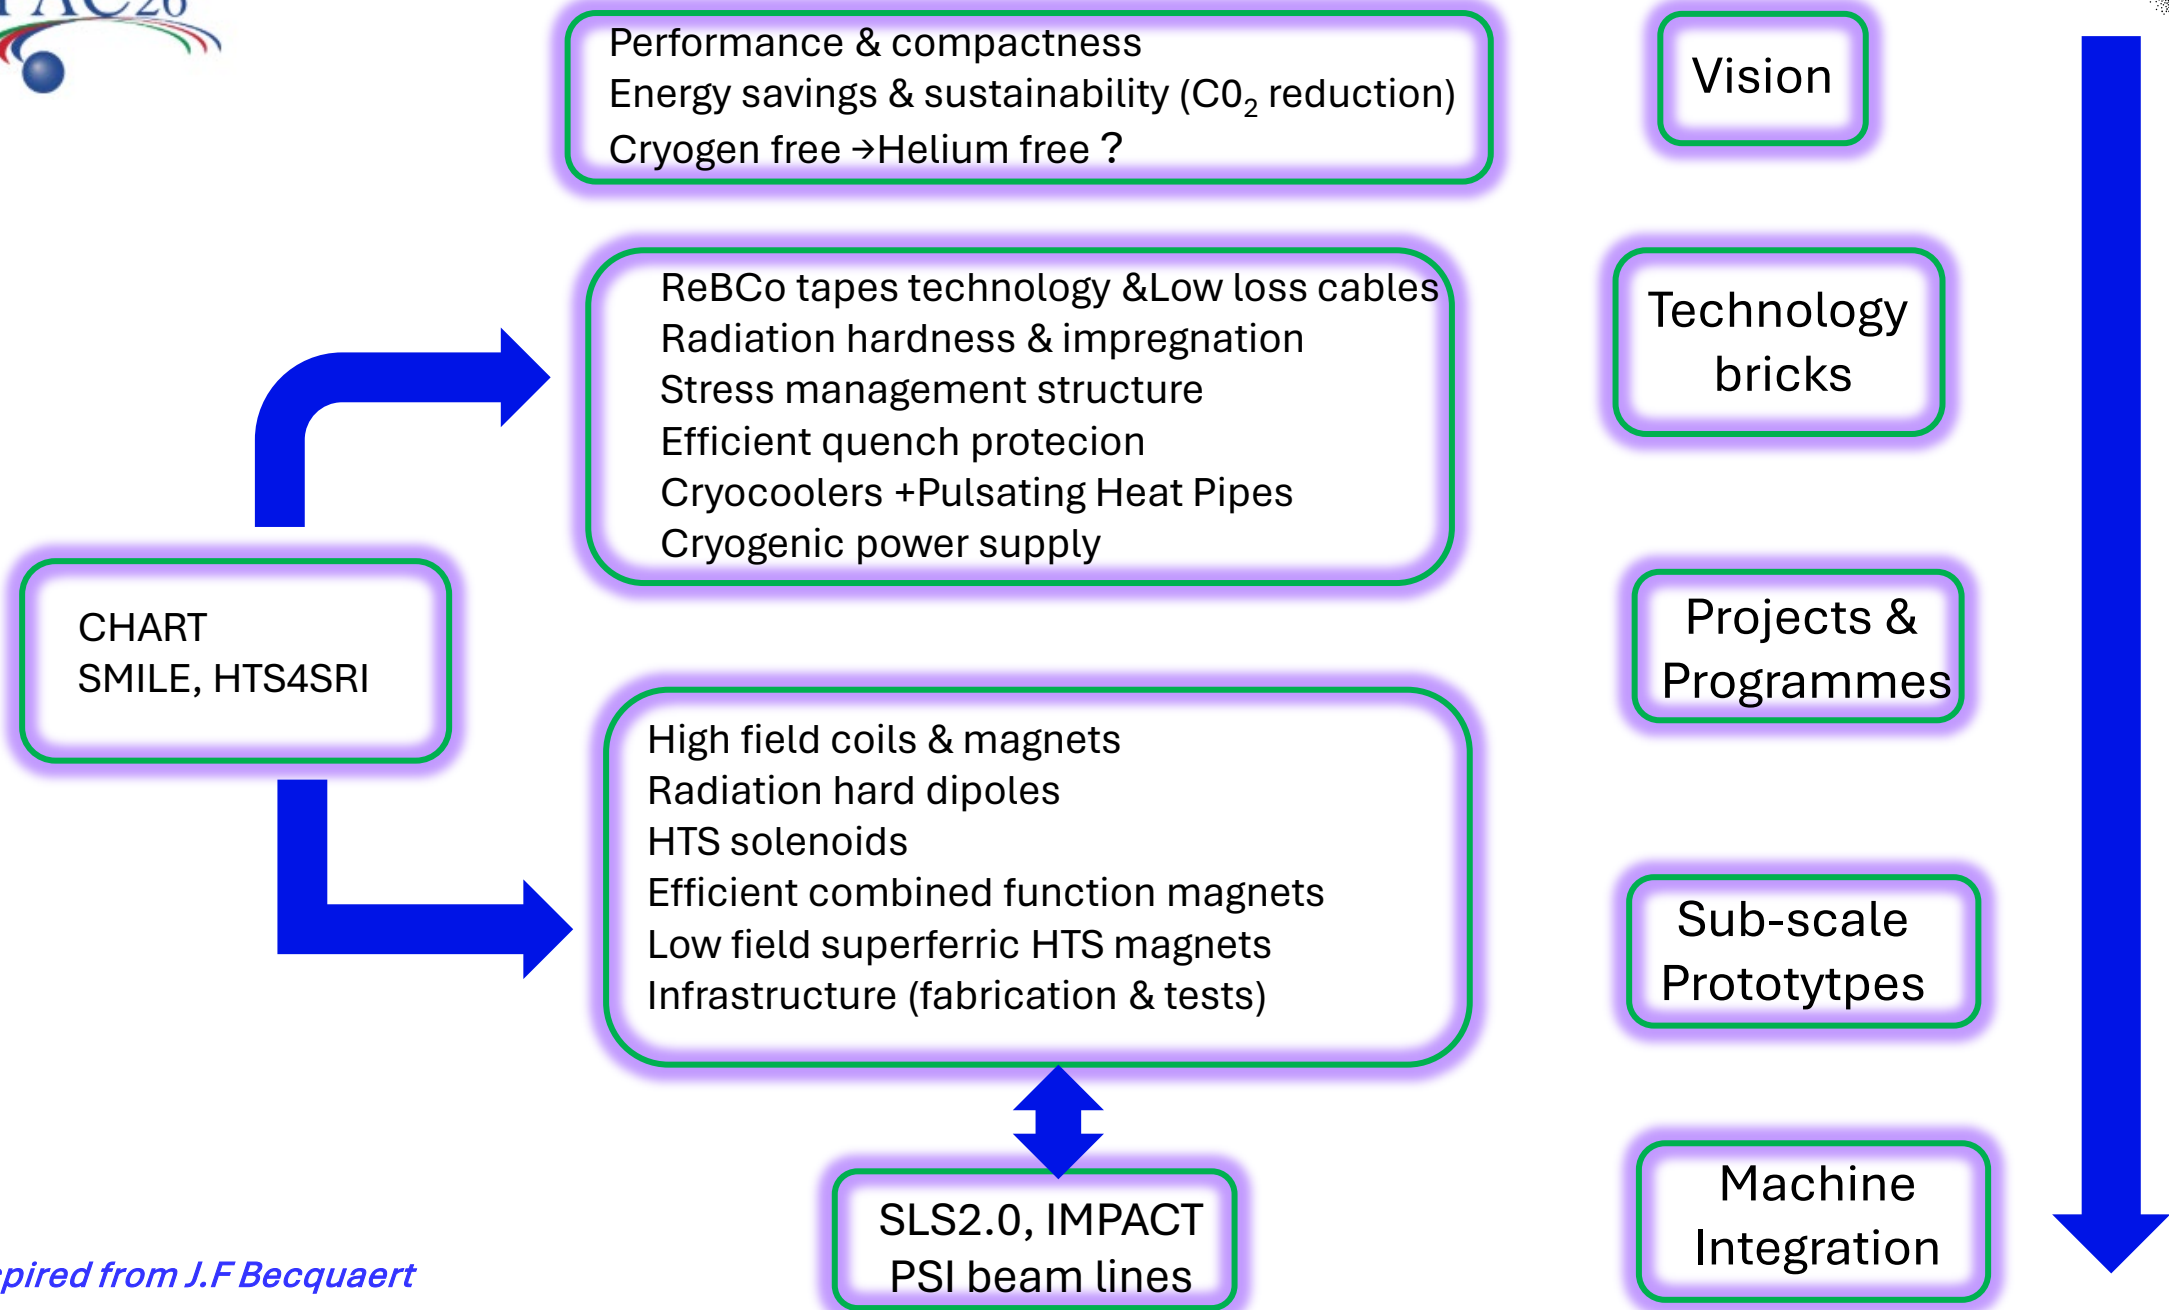 PAC26
Performance & compactness
Energy savings & sustainability (C0₂ reduction)
Cryogen free →Helium free ?
Vision
ReBCo tapes technology &Low loss cables
Radiation hardness & impregnation
Stress management structure
Efficient quench protecion
Cryocoolers +Pulsating Heat Pipes
Cryogenic power supply
Technology
bricks
CHART
SMILE, HTS4SRI
Projects &
Programmes
High field coils & magnets
Radiation hard dipoles
HTS solenoids
Efficient combined function magnets
Low field superferric HTS magnets
Infrastructure (fabrication & tests)
Sub-scale
Prototytpes
SLS2.0, IMPACT
PSI beam lines
Machine
Integration
spired from J.F Becquaert